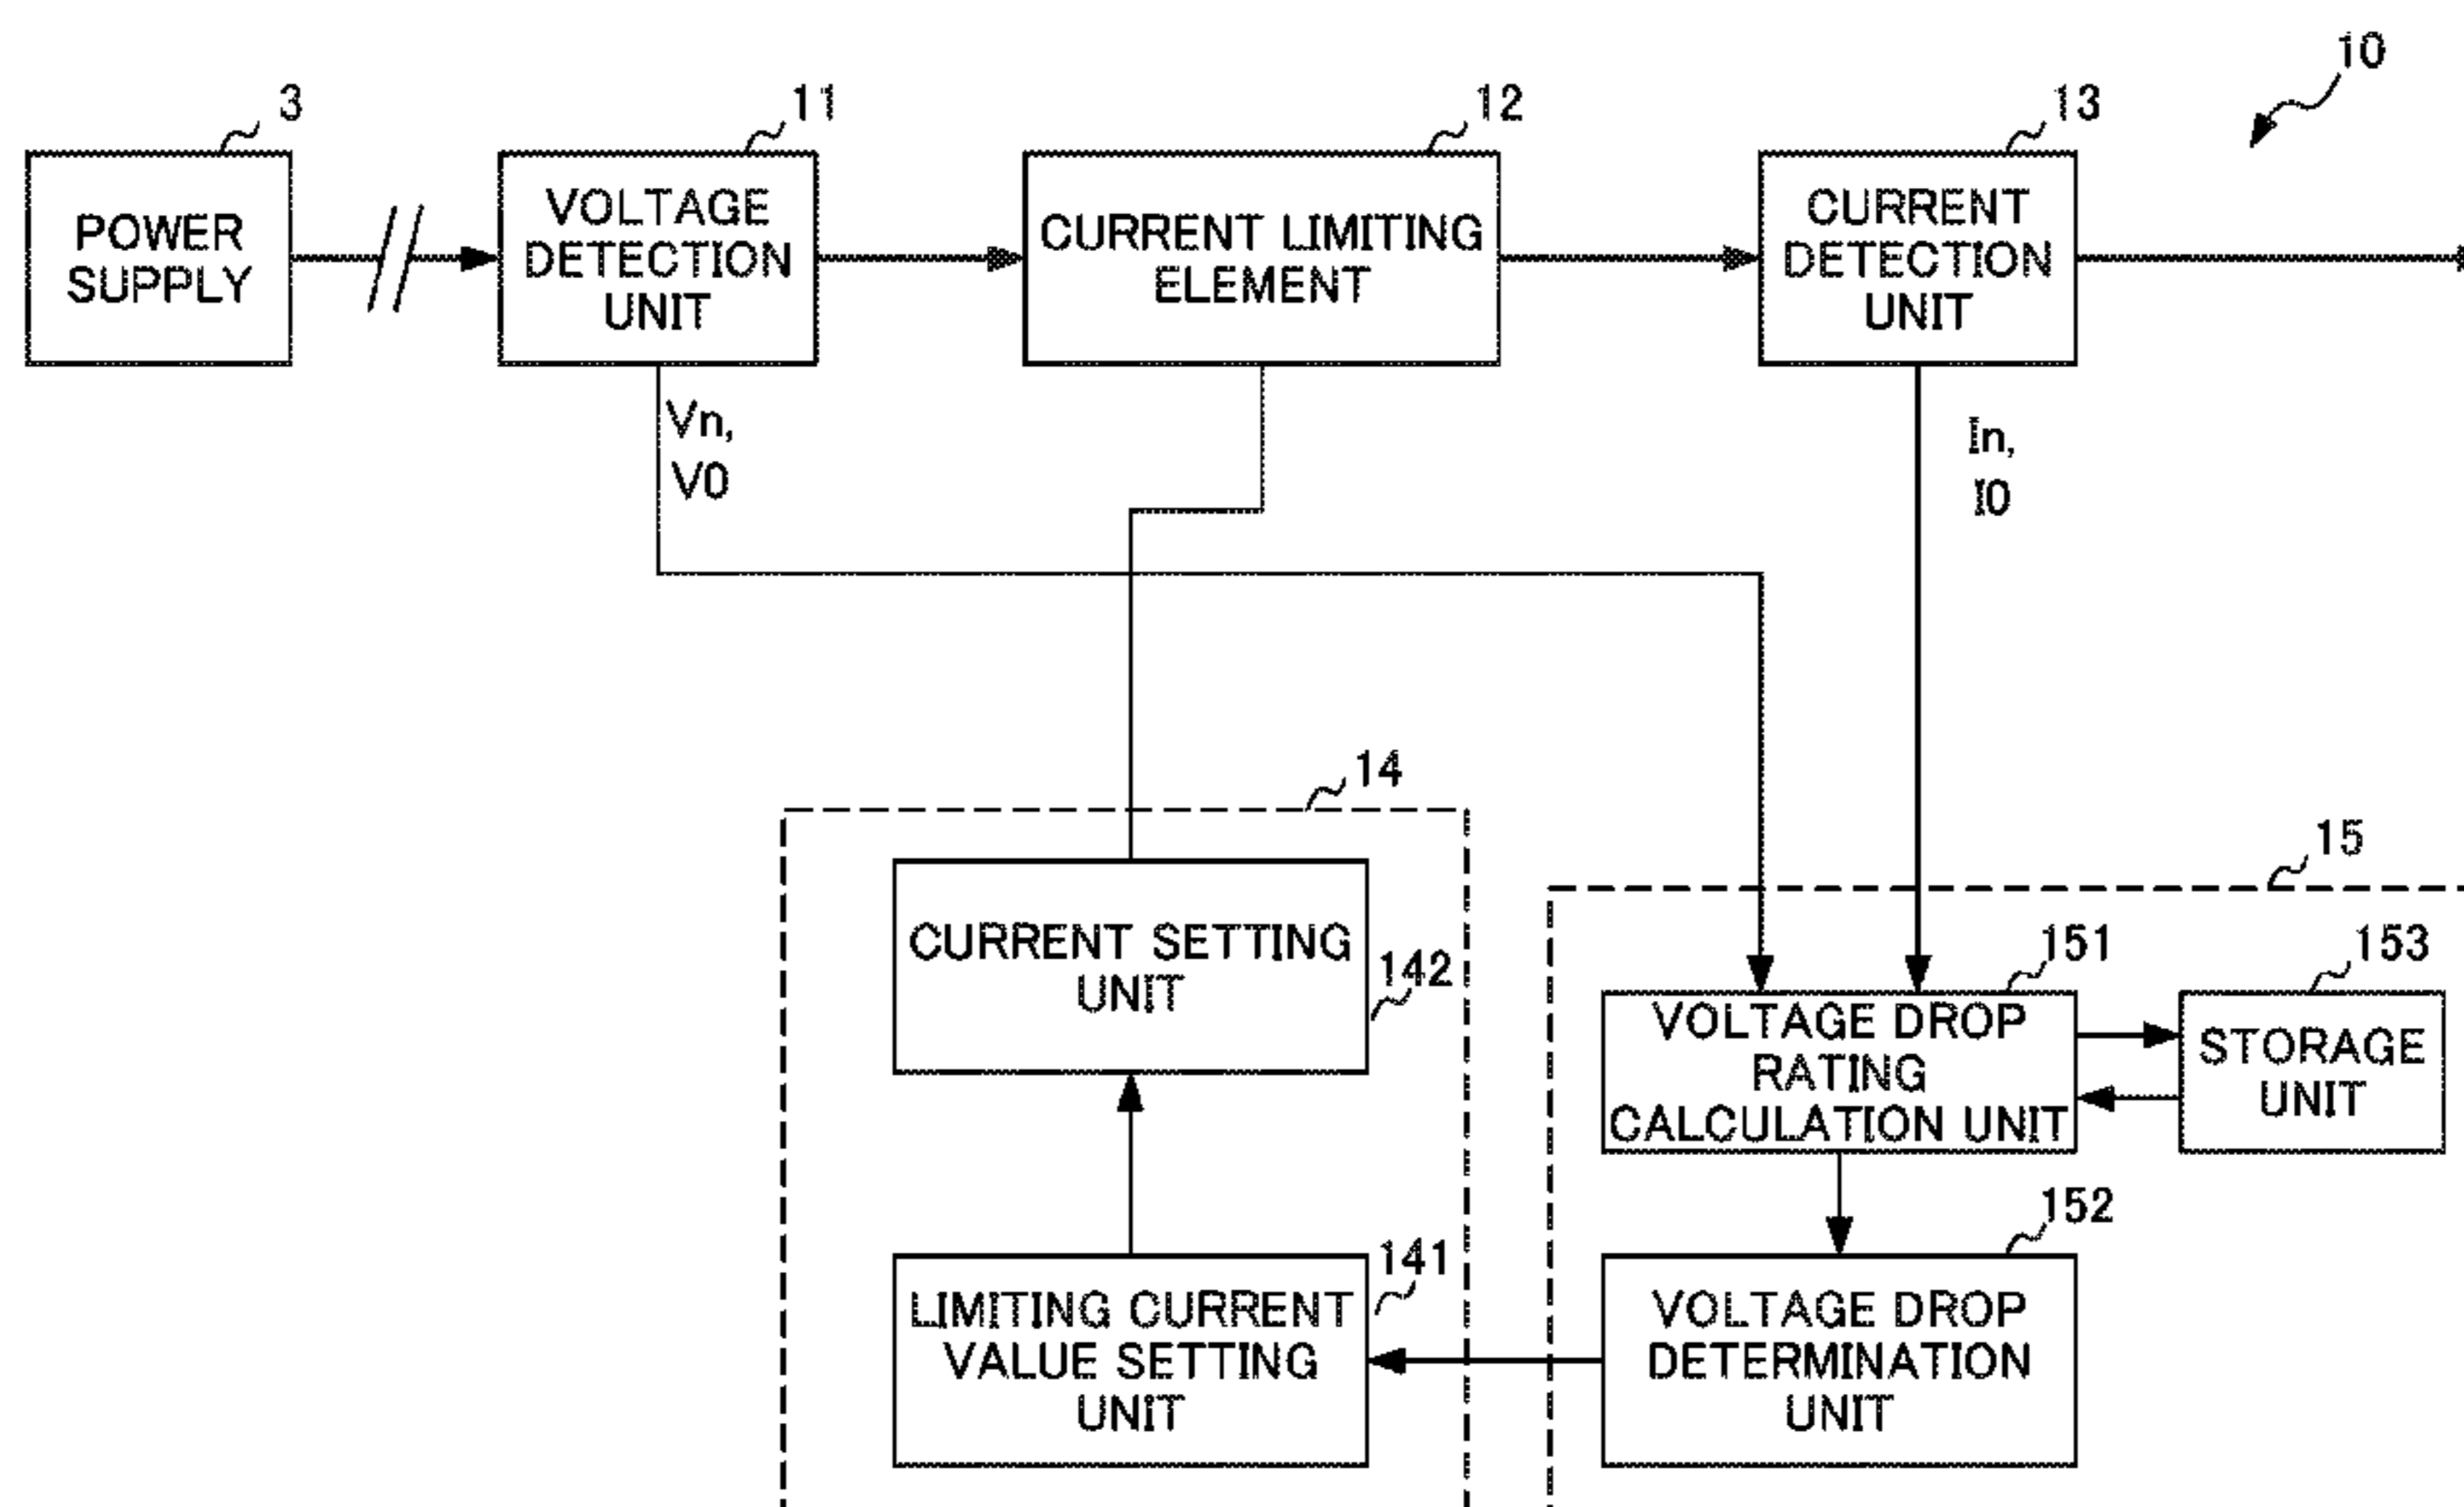 10
3
11
12
13
POWER
SUPPLY
VOLTAGE
DETECTION
UNIT
CURRENT LIMITING
ELEMENT
CURRENT
DETECTION
UNIT
Vn,
V0
In,
I0
14
15
CURRENT SETTING
UNIT
142
151
153
VOLTAGE DROP
RATING
CALCULATION UNIT
STORAGE
UNIT
141
152
LIMITING CURRENT
VALUE SETTING
UNIT
VOLTAGE DROP
DETERMINATION
UNIT